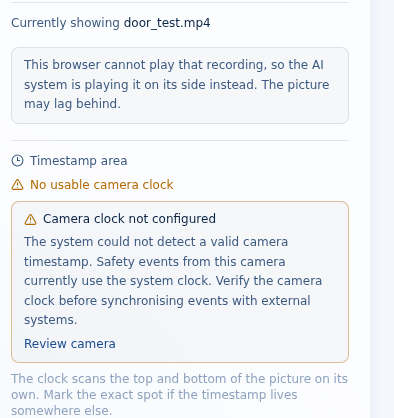 Currently showing door_test.mp4
This browser cannot play that recording, so the AI
system is playing it on its side instead. The picture
may lag behind.
Timestamp area
No usable camera clock
Camera clock not configured
The system could not detect a valid camera
timestamp. Safety events from this camera
currently use the system clock. Verify the camera
clock before synchronising events with external
systems.
Review camera
The clock scans the top and bottom of the picture on its
own. Mark the exact spot if the timestamp lives
somewhere else.